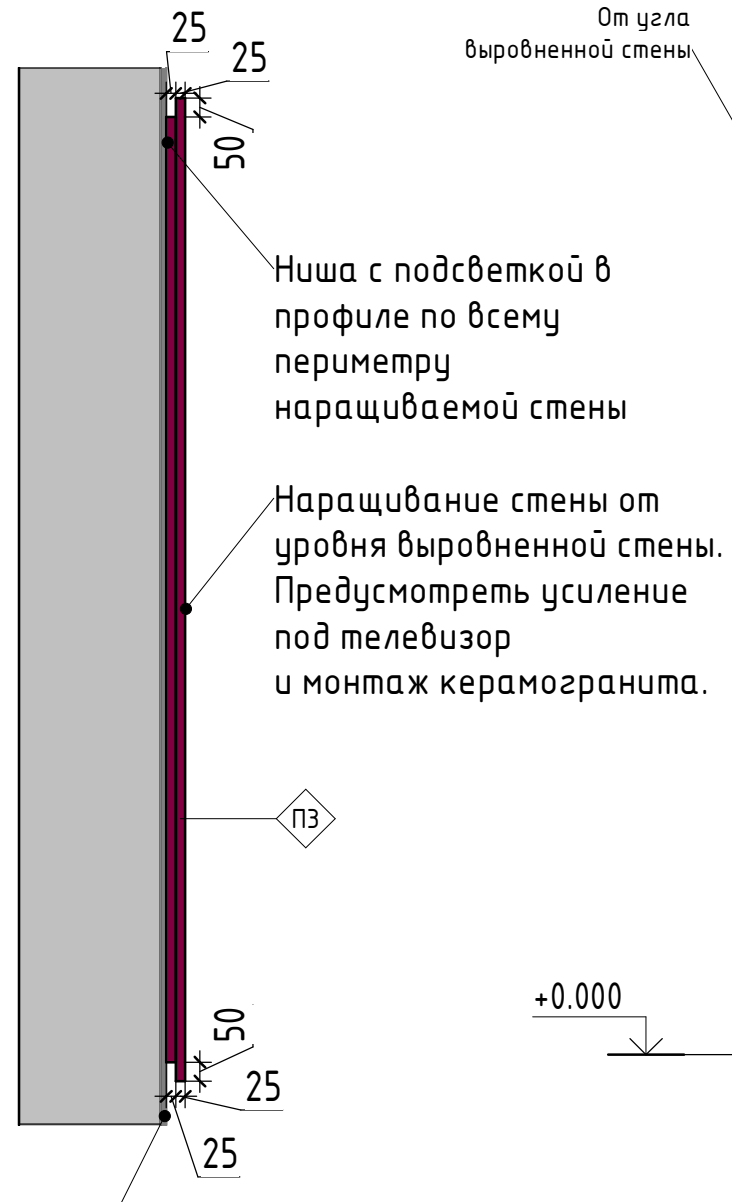 25
25
50
От угла
выровненной стены
Ниша с подсветкой в
профиле по всему
периметру
наращиваемой стены
Наращивание стены от
уровня выровненной стены.
Предусмотреть усиление
под телевизор
и монтаж керамогранита.
П3
+0.000
50
25
25